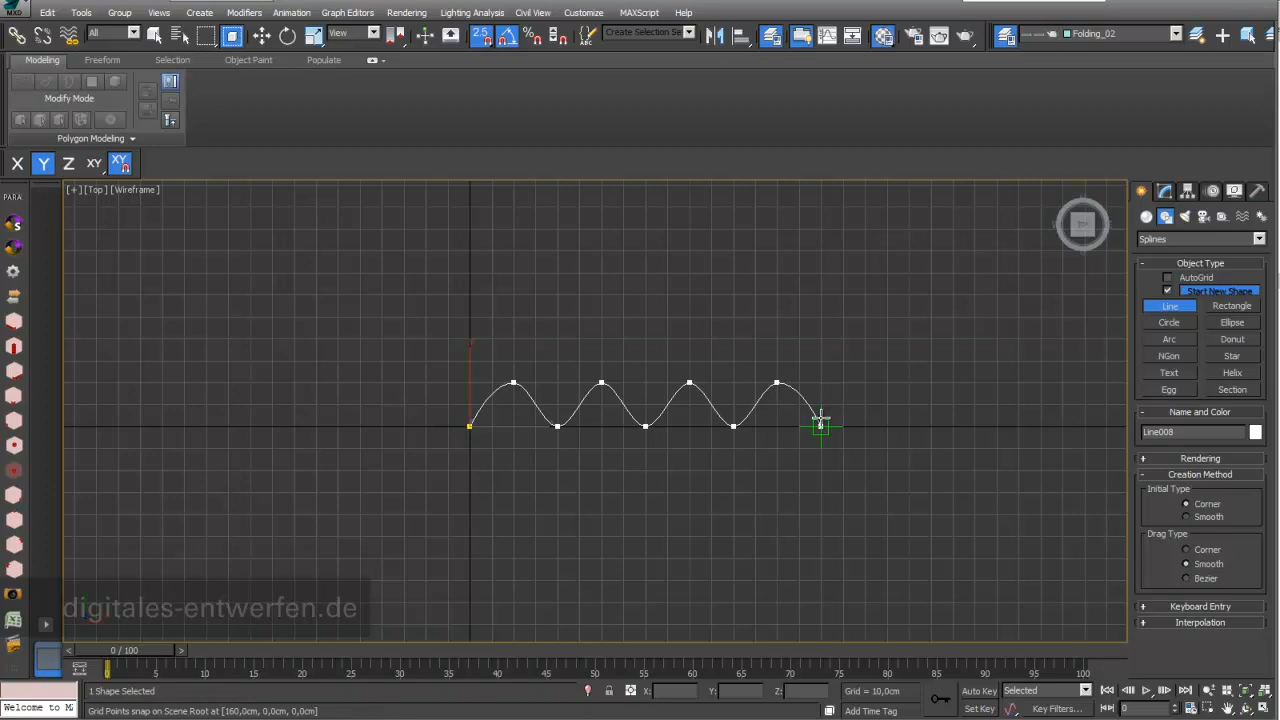 MXD Edit Tools Group Views Create Modifiers Animation Graph Editors Rendering Lighting Analysis Civil View Customize MAXScript Help
All View 2.5 Create Selection Se Folding_02
Modeling Freeform Selection Object Paint Populate
Modify Mode
Polygon Modeling
X Y Z XY XY
[+] [Top] [Wireframe]
PARA
Splines
- Object Type
AutoGrid
Start New Shape
Line Rectangle
Circle Ellipse
Arc Donut
NGon Star
Text Helix
Egg Section
- Name and Color
Line008
+ Rendering
- Creation Method
Initial Type
Corner
Smooth
Drag Type
Corner
Smooth
Bezier
+ Keyboard Entry
+ Interpolation
digitales-entwerfen.de
< 0 / 100 >
0 5 10 15 20 25 30 35 40 45 50 55 60 65 70 75 80 85 90 95 100
1 Shape Selected X: Y: Z: Grid = 10,0cm Auto Key Selected
Welcome to M Grid Points snap on Scene Root at [160,0cm, 0,0cm, 0,0cm] Add Time Tag Set Key Key Filters... 0